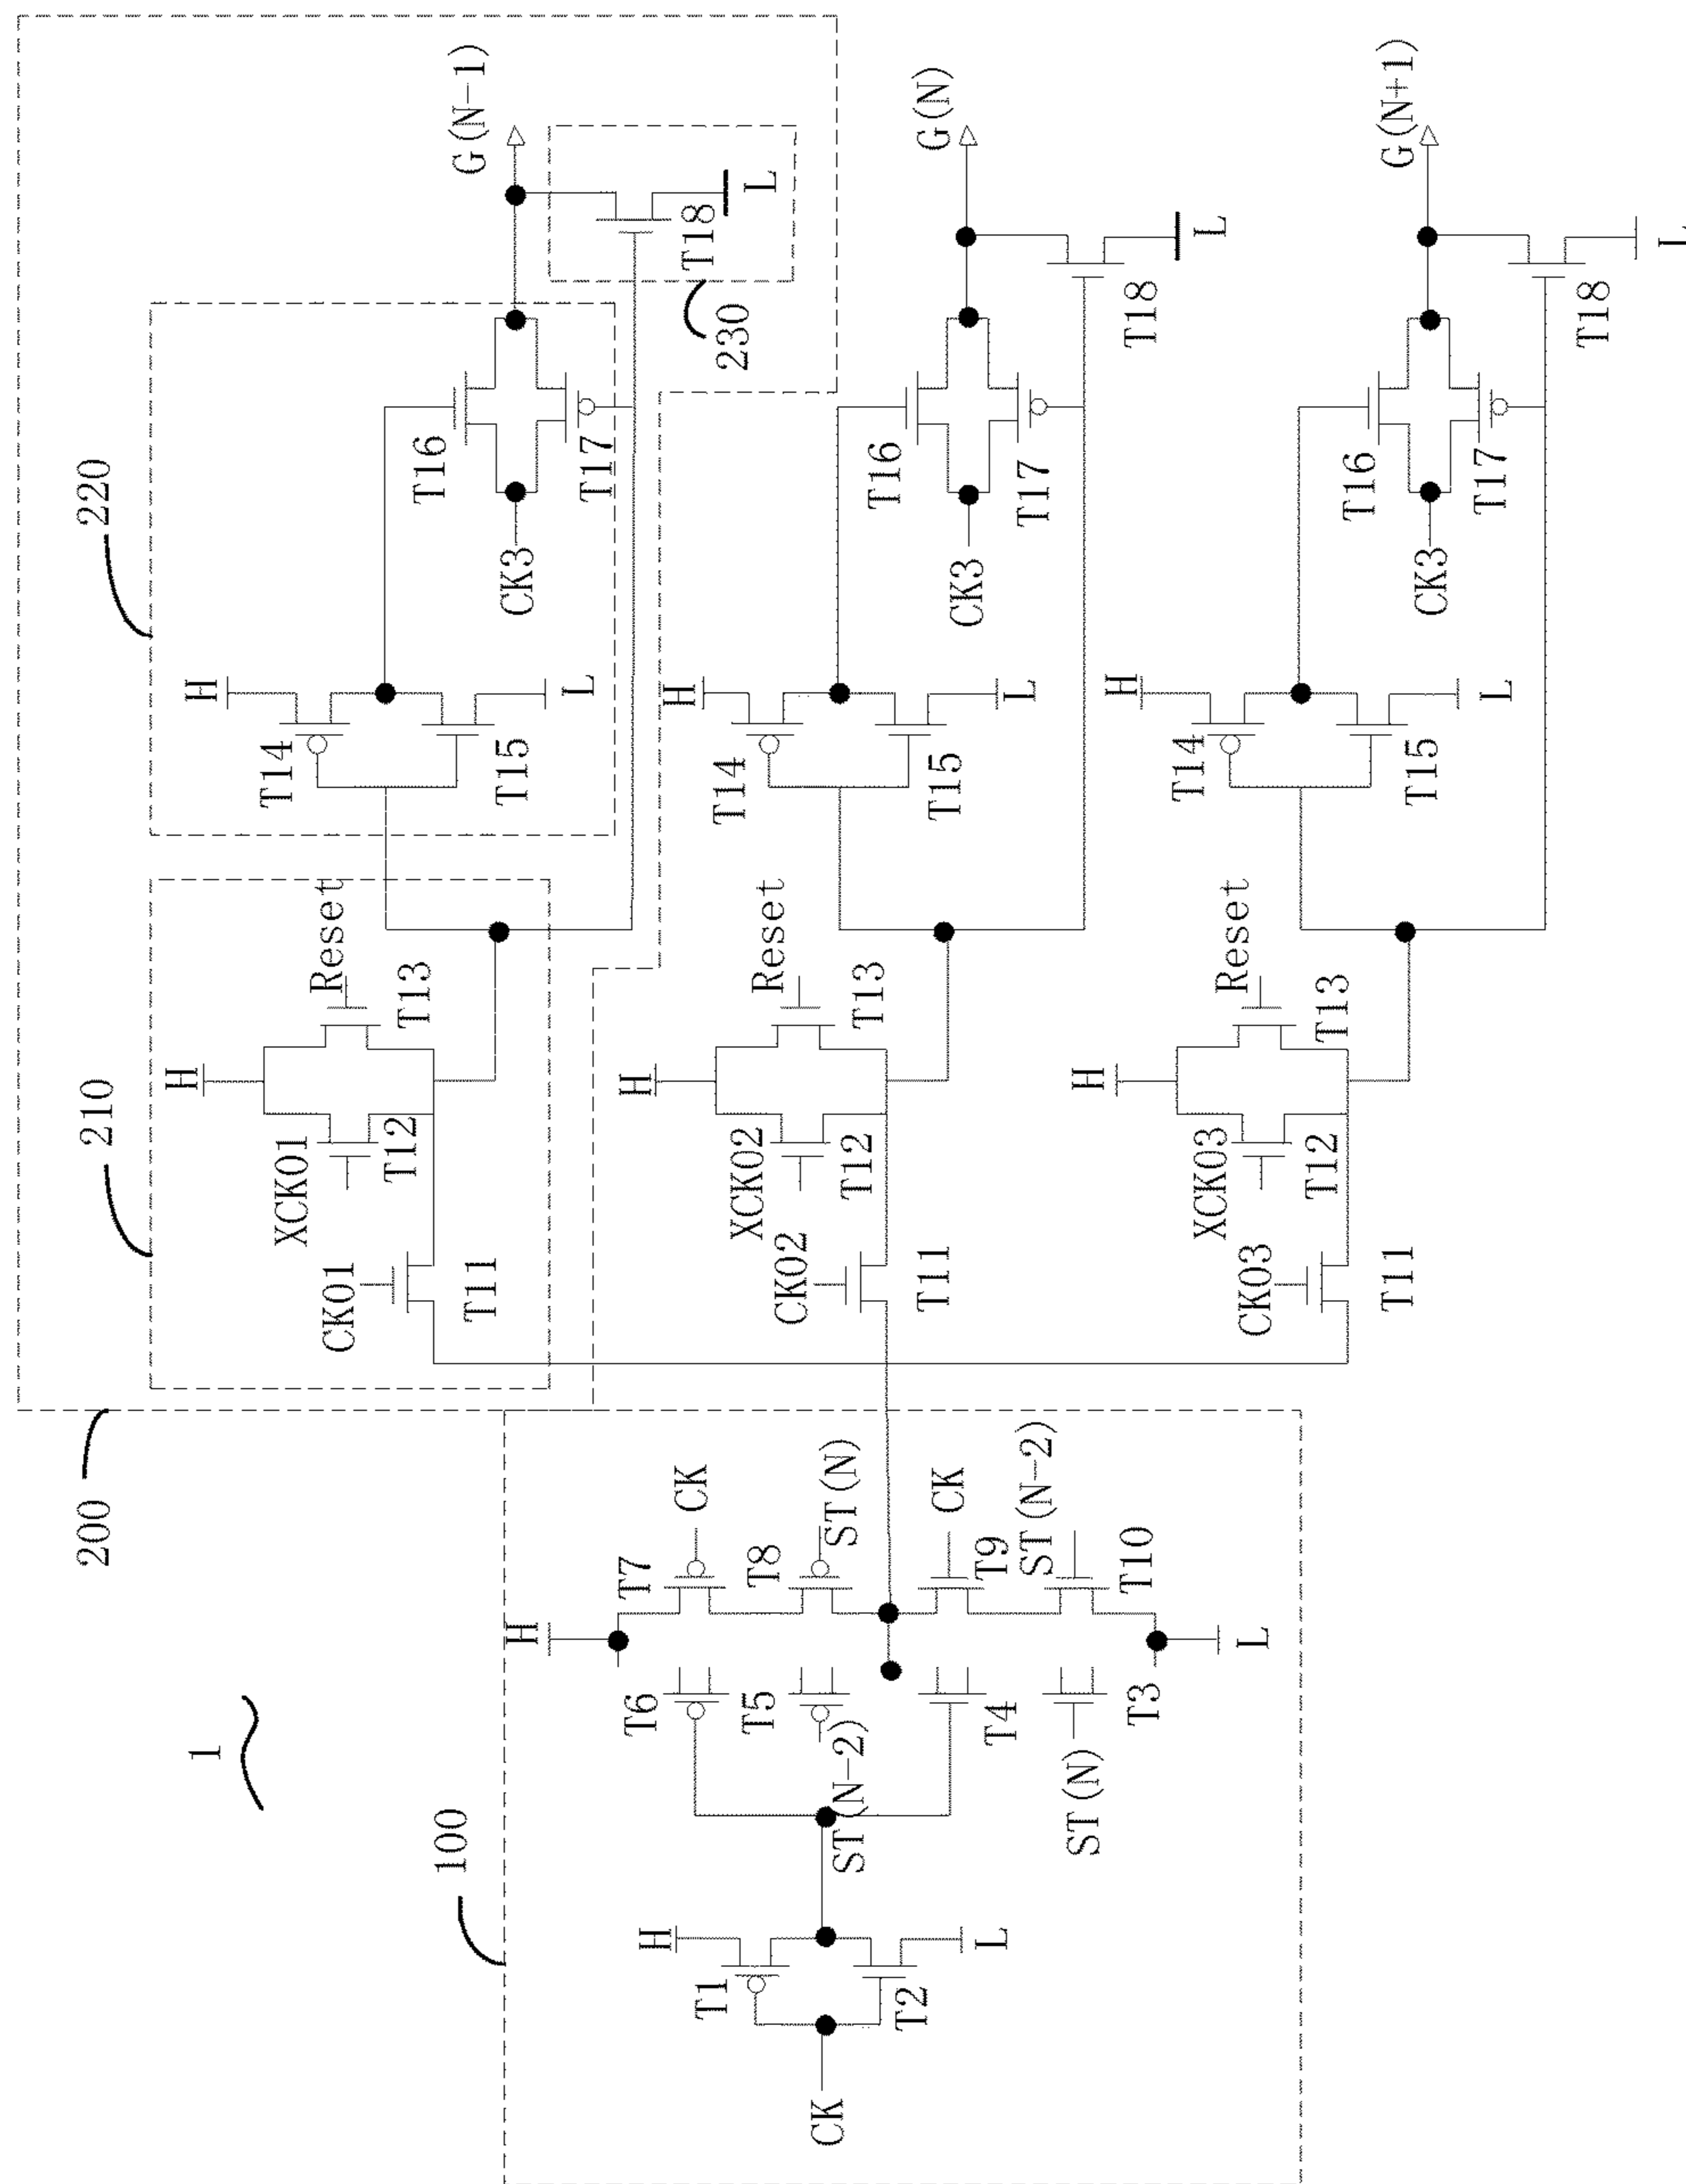 1
100
CK
T1
H
T2
L
T6
T5
ST(N-2)
T4
T3
ST(N)
H
L
T7
CK
T8
ST(N)
T9
CK
T10
ST(N-2)
200
210
CK01
T11
XCK01
T12
H
Reset
T13
220
T14
H
T15
L
T16
CK3
T17
G(N-1)
T18
L
230
CK02
T11
XCK02
T12
H
Reset
T13
T14
H
T15
L
T16
CK3
T17
G(N)
T18
L
CK03
T11
XCK03
T12
H
Reset
T13
T14
H
T15
L
T16
CK3
T17
G(N+1)
T18
L